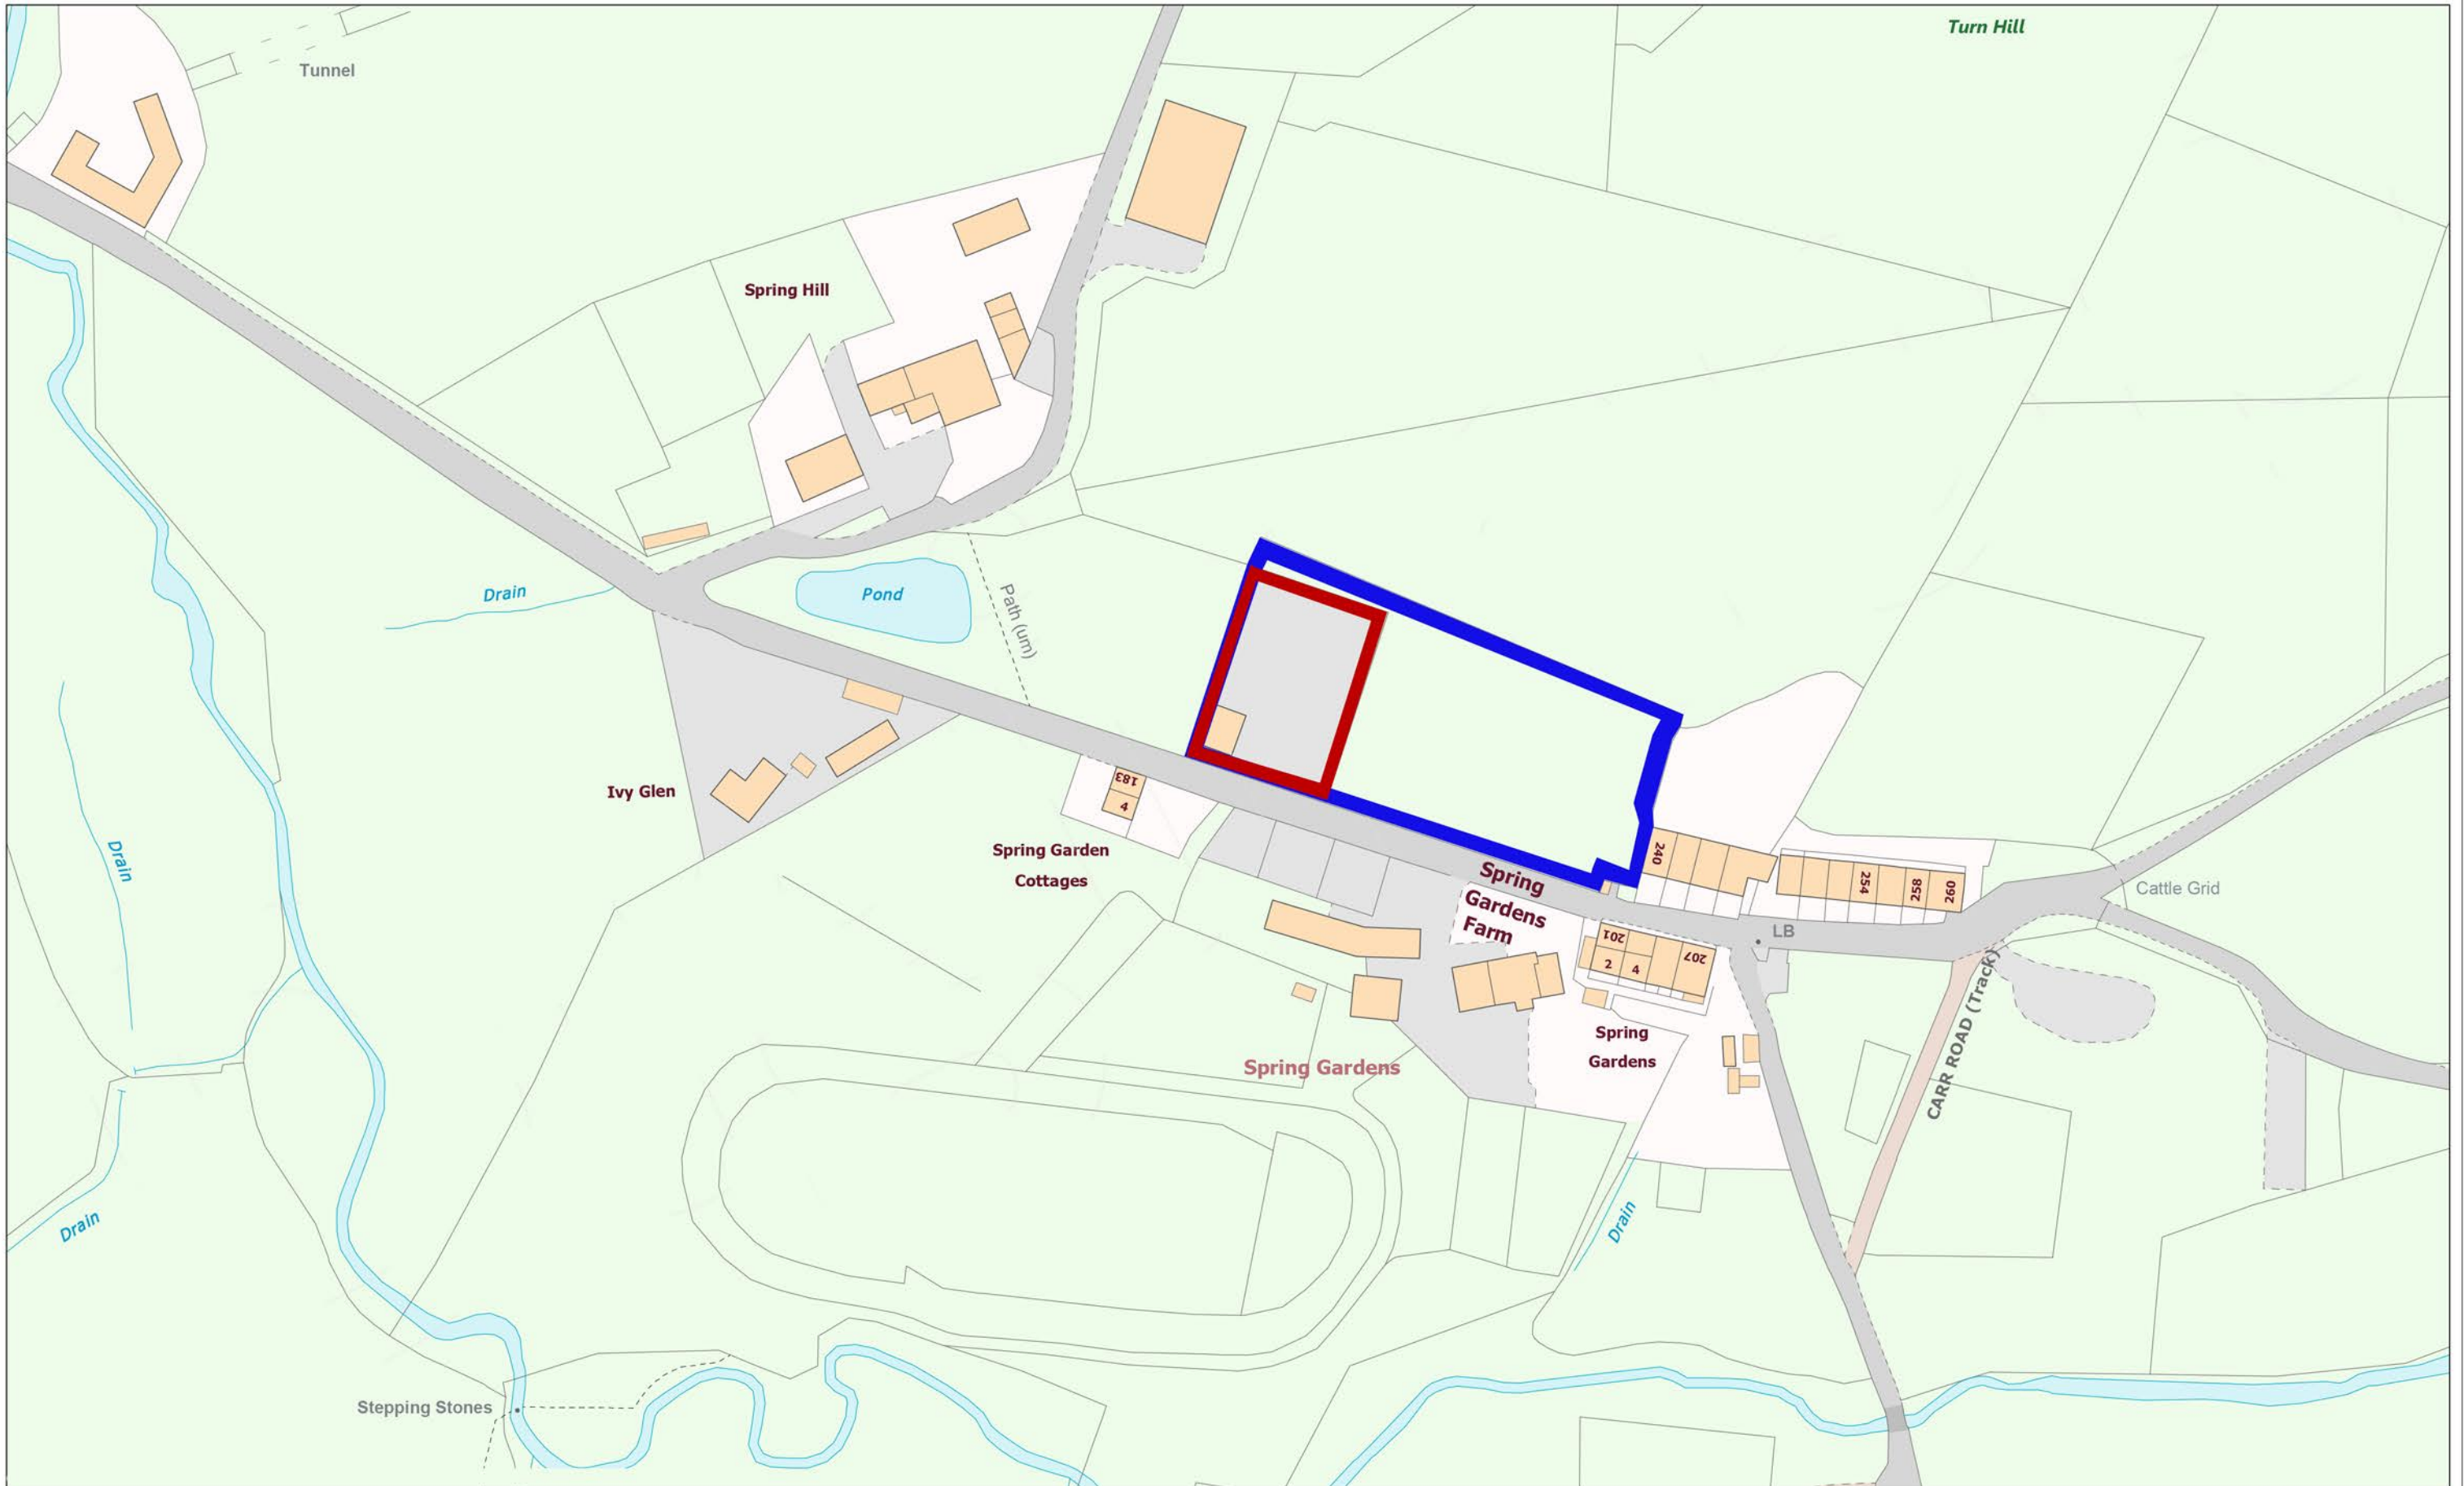 Turn Hill
Tunnel
Spring Hill
Drain
Pond
Path (um)
183
4
Ivy Glen
Spring Garden
Cottages
Drain
Spring
Gardens
Farm
240
254
258
260
Cattle Grid
LB
201
2
4
207
Spring
Gardens
Spring Gardens
CARR ROAD (Track)
Drain
Drain
Stepping Stones